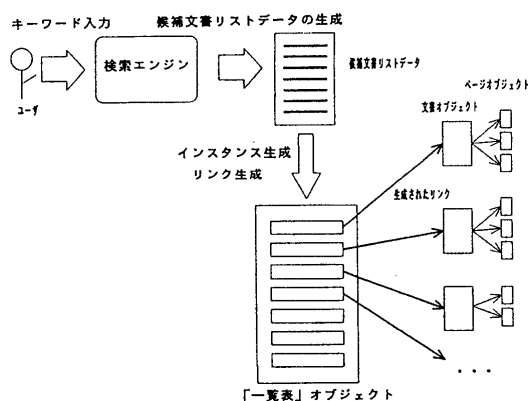 キーワード入力
候補文書リストデータの生成
検索エンジン
ユーザ
候補文書リストデータ
ページオブジェクト
文書オブジェクト
インスタンス生成
リンク生成
生成されたリンク
・・・
「一覧表」オブジェクト